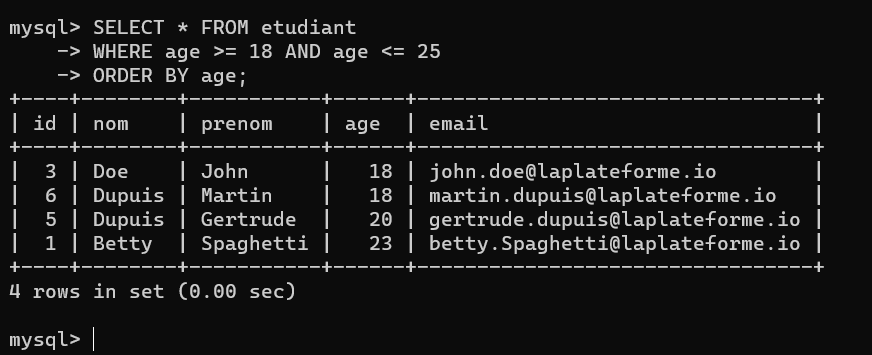 mysql> SELECT * FROM etudiant
    -> WHERE age >= 18 AND age <= 25
    -> ORDER BY age;
+----+--------+-----------+------+---------------------------------+
| id | nom    | prenom    | age  | email                           |
+----+--------+-----------+------+---------------------------------+
|  3 | Doe    | John      |   18 | john.doe@laplateforme.io        |
|  6 | Dupuis | Martin    |   18 | martin.dupuis@laplateforme.io   |
|  5 | Dupuis | Gertrude  |   20 | gertrude.dupuis@laplateforme.io |
|  1 | Betty  | Spaghetti |   23 | betty.Spaghetti@laplateforme.io |
+----+--------+-----------+------+---------------------------------+
4 rows in set (0.00 sec)
mysql>